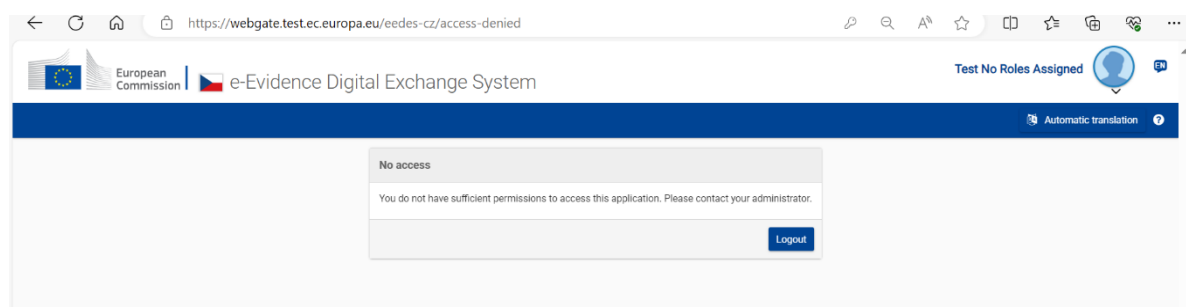 https://webgate.test.ec.europa.eu/eedes-cz/access-denied
European
Commission
e-Evidence Digital Exchange System
Test No Roles Assigned
EN
Automatic translation
?
No access
You do not have sufficient permissions to access this application. Please contact your administrator.
Logout